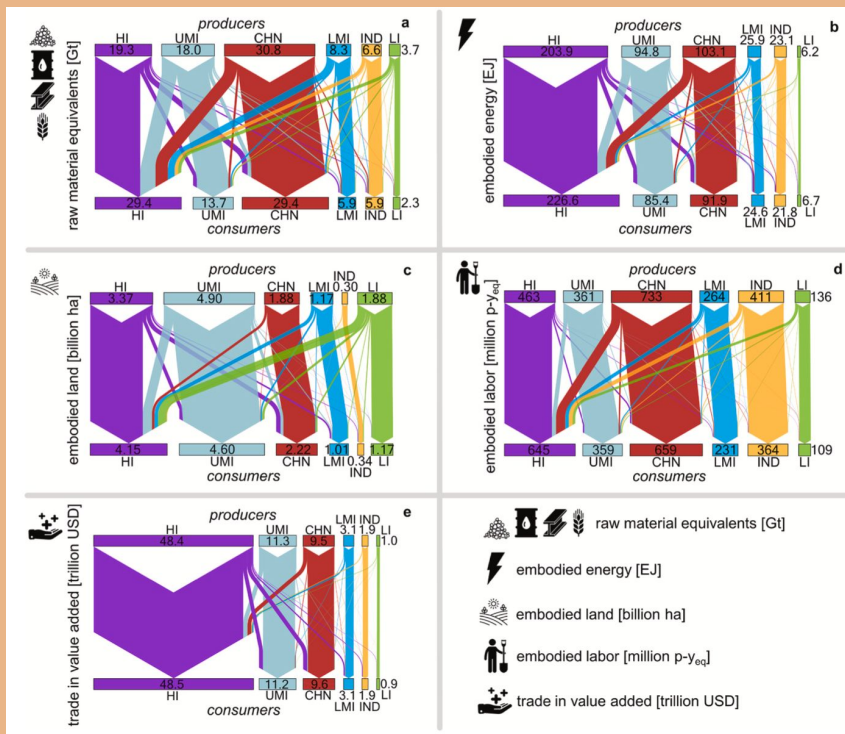 producers
a
HI UMI CHN LMI IND LI
19.3 18.0 30.8 8.3 6.6 3.7
raw material equivalents [Gt]
29.4 13.7 29.4 5.9 5.9 2.3
HI UMI CHN LMI IND LI
consumers
producers
b
HI UMI CHN LMI IND LI
203.9 94.8 103.1 25.9 23.1 6.2
embodied energy [EJ]
226.6 85.4 91.9 24.6 21.8 6.7
HI UMI CHN LMI IND LI
consumers
producers
c
HI UMI CHN LMI IND LI
3.37 4.90 1.88 1.17 0.30 1.88
embodied land [billion ha]
4.15 4.60 2.22 1.01 0.34 1.17
HI UMI CHN LMI IND LI
consumers
producers
d
HI UMI CHN LMI IND LI
463 361 733 264 411 136
embodied labor [million p-yeq]
645 359 659 231 364 109
HI UMI CHN LMI IND LI
consumers
producers
e
HI UMI CHN LMI IND LI
48.4 11.3 9.5 3.1 1.9 1.0
trade in value added [trillion USD]
48.5 11.2 9.6 3.1 1.9 0.9
HI UMI CHN LMI IND LI
consumers
raw material equivalents [Gt]
embodied energy [EJ]
embodied land [billion ha]
embodied labor [million p-yeq]
trade in value added [trillion USD]